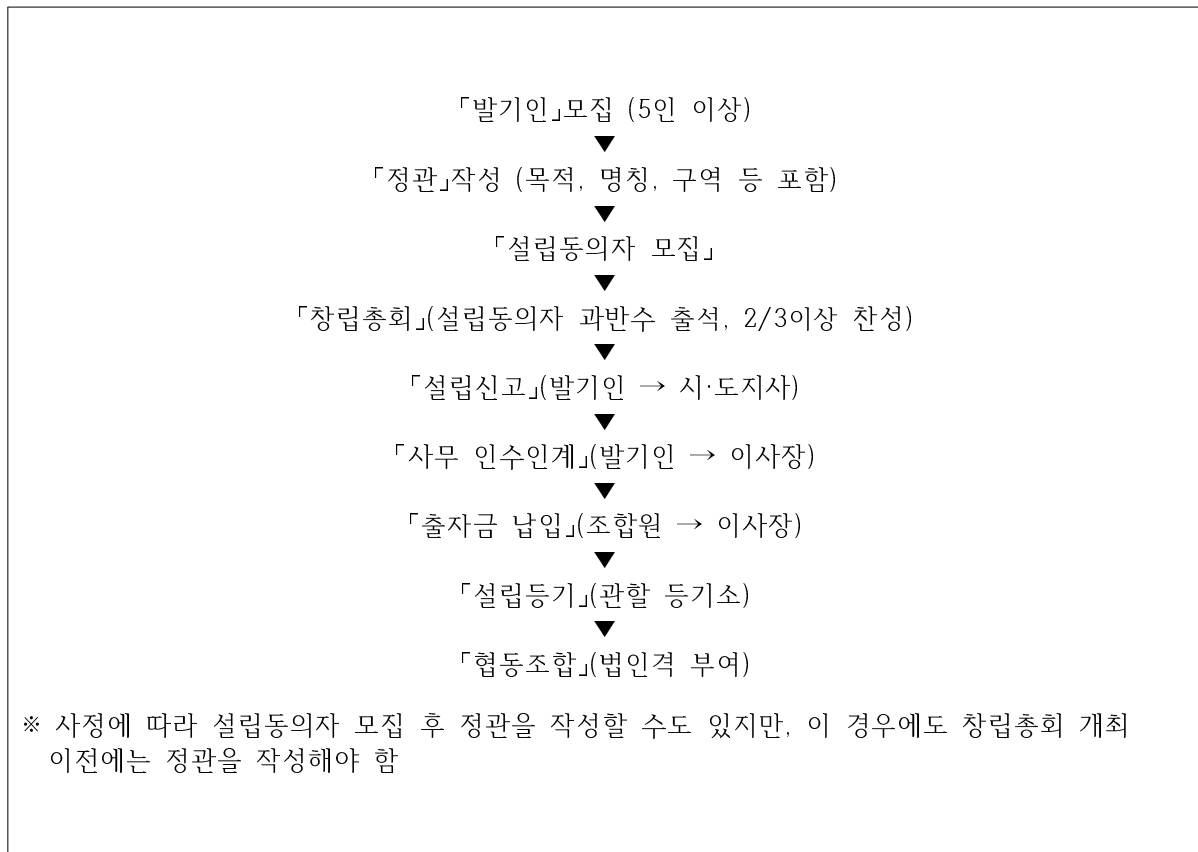 「발기인」모집 (5인 이상)
▼
「정관」작성 (목적, 명칭, 구역 등 포함)
▼
「설립동의자 모집」
▼
「창립총회」(설립동의자 과반수 출석, 2/3이상 찬성)
▼
「설립신고」(발기인 → 시·도지사)
▼
「사무 인수인계」(발기인 → 이사장)
▼
「출자금 납입」(조합원 → 이사장)
▼
「설립등기」(관할 등기소)
▼
「협동조합」(법인격 부여)
※ 사정에 따라 설립동의자 모집 후 정관을 작성할 수도 있지만, 이 경우에도 창립총회 개최
이전에는 정관을 작성해야 함